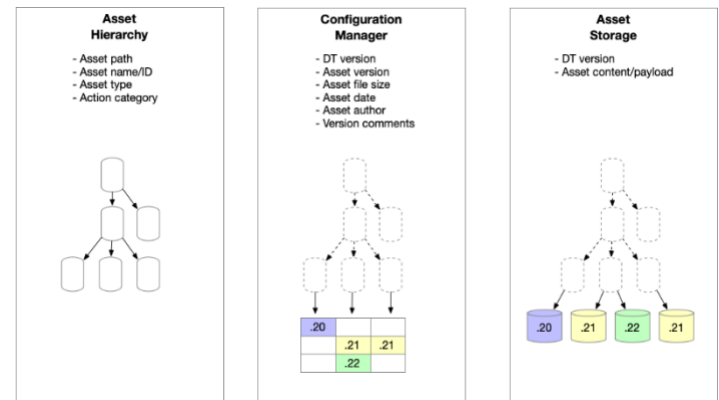 Asset
Hierarchy
- Asset path
- Asset name/ID
- Asset type
- Action category
Configuration
Manager
- DT version
- Asset version
- Asset file size
- Asset date
- Asset author
- Version comments
.20
.21 .21
.22
Asset
Storage
- DT version
- Asset content/payload
.20 .21 .22 .21